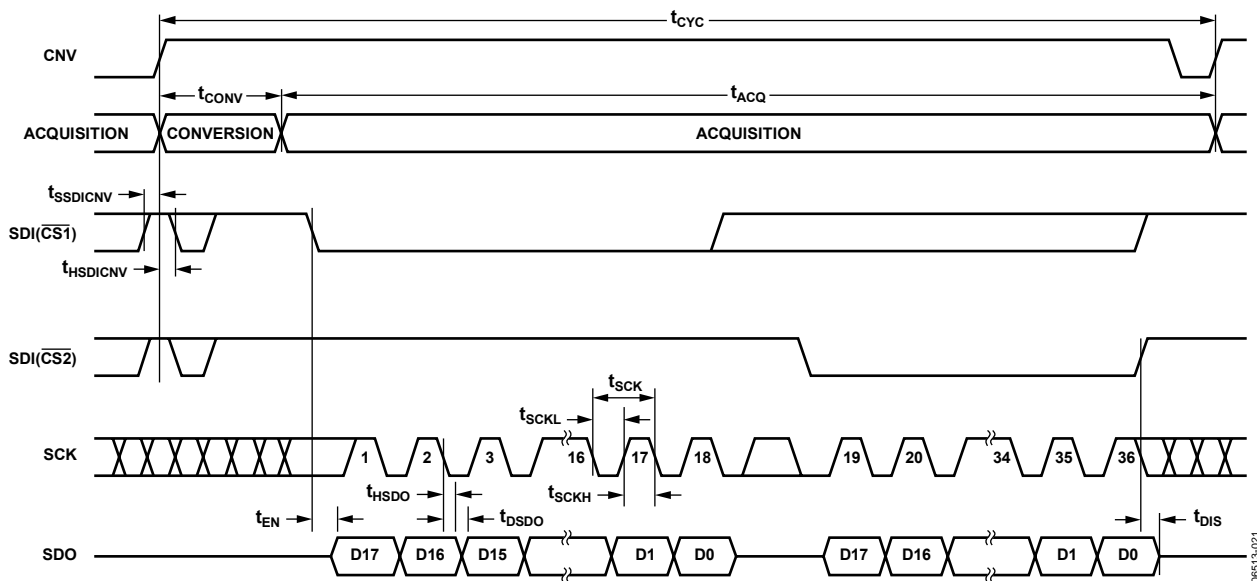 tCYC
CNV
tCONV
tACQ
ACQUISITION CONVERSION ACQUISITION
tSSDICNV
SDI(CS1)
tHSDICNV
SDI(CS2)
tSCK
tSCKL
SCK 1 2 3 16 17 18 19 20 34 35 36
tHSDO tSCKH
tEN tDSDO tDIS
SDO D17 D16 D15 D1 D0 D17 D16 D1 D0